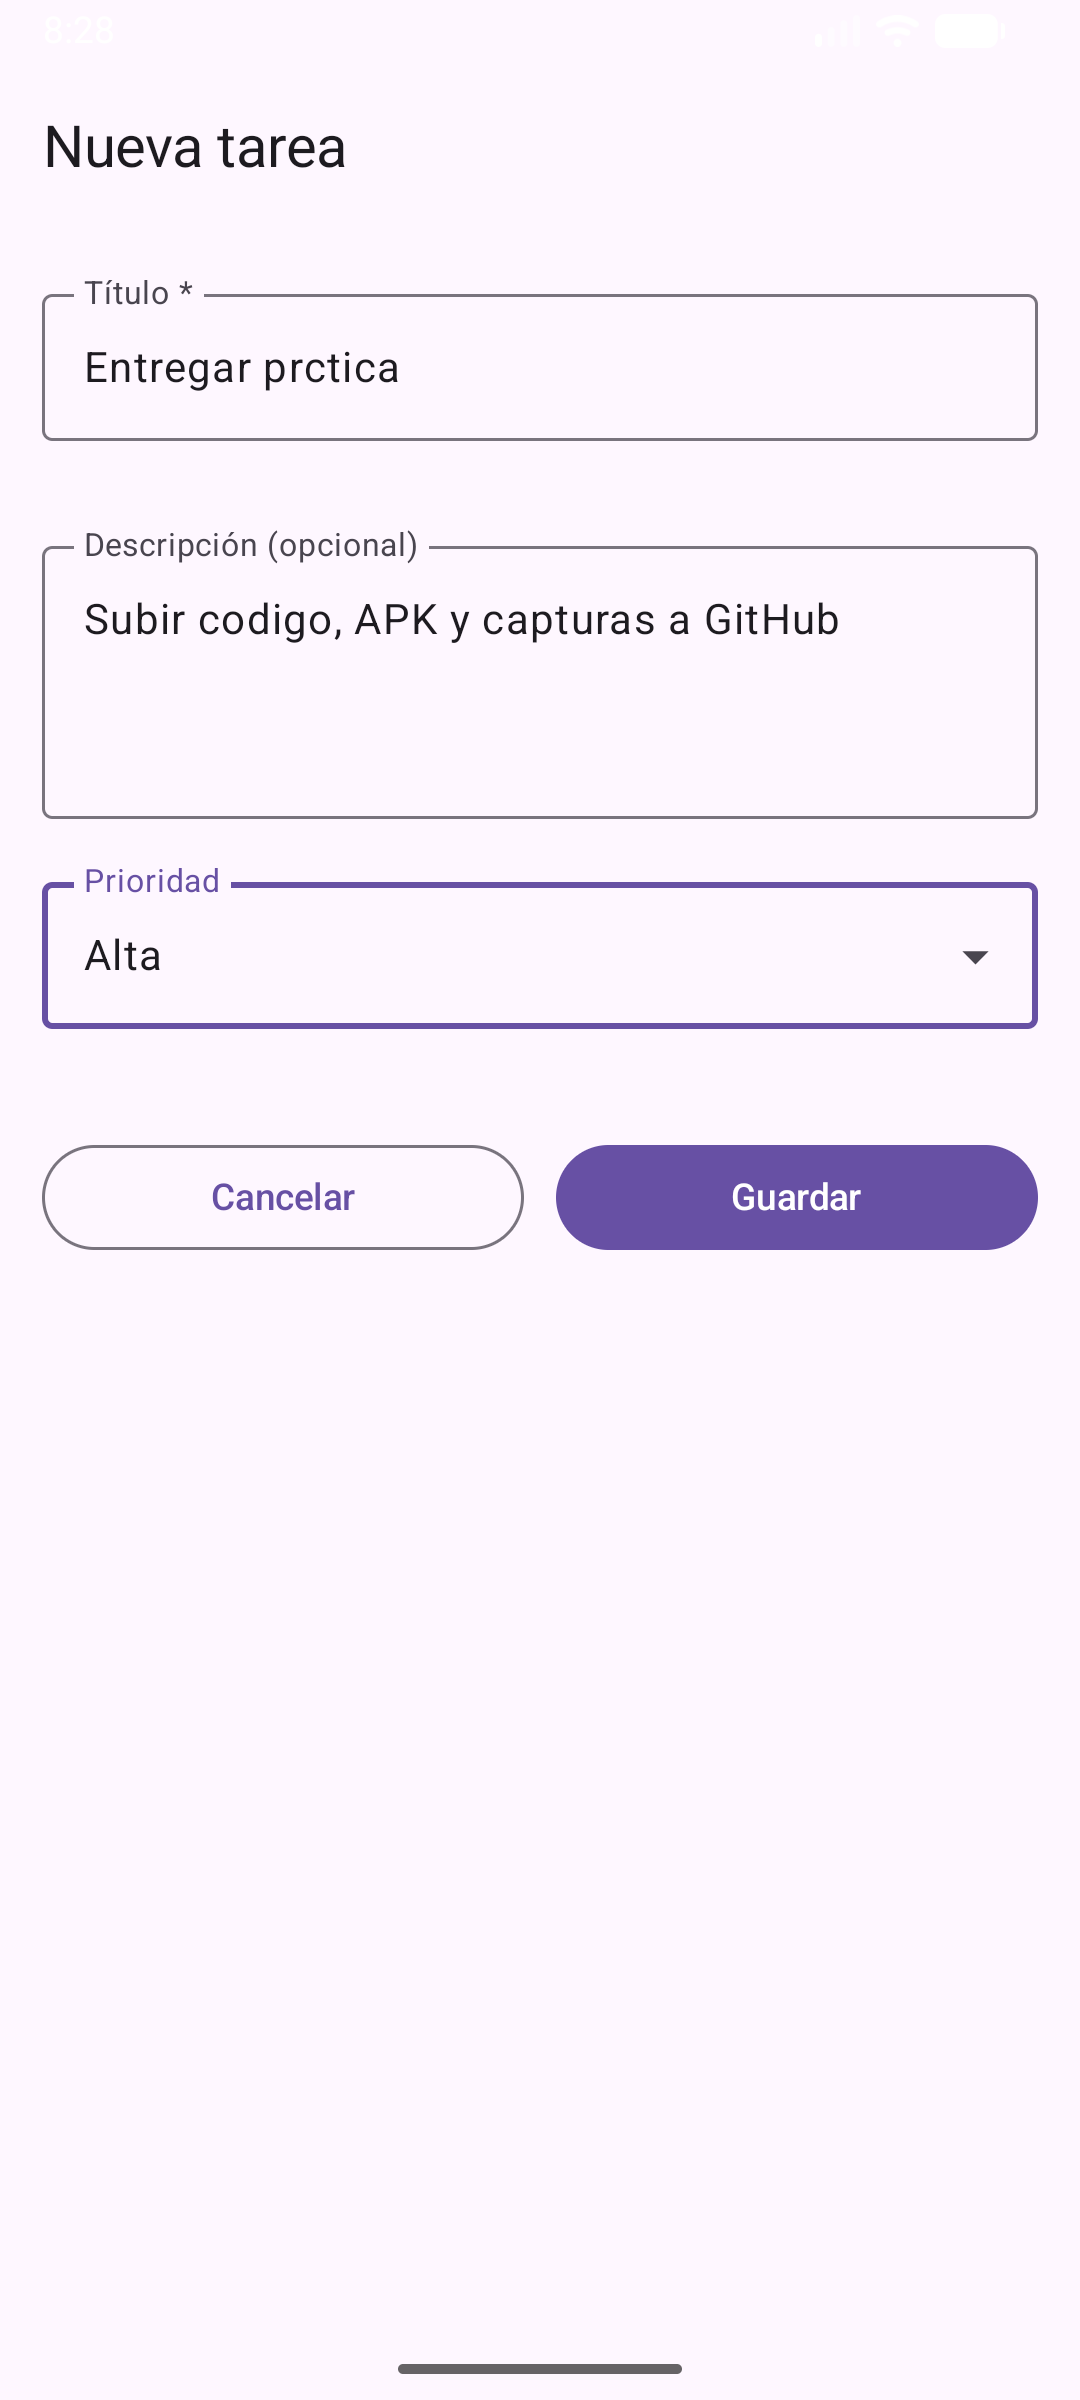 8:28
Nueva tarea
Título *
Entregar prctica
Descripción (opcional)
Subir codigo, APK y capturas a GitHub
Prioridad
Alta
Cancelar
Guardar